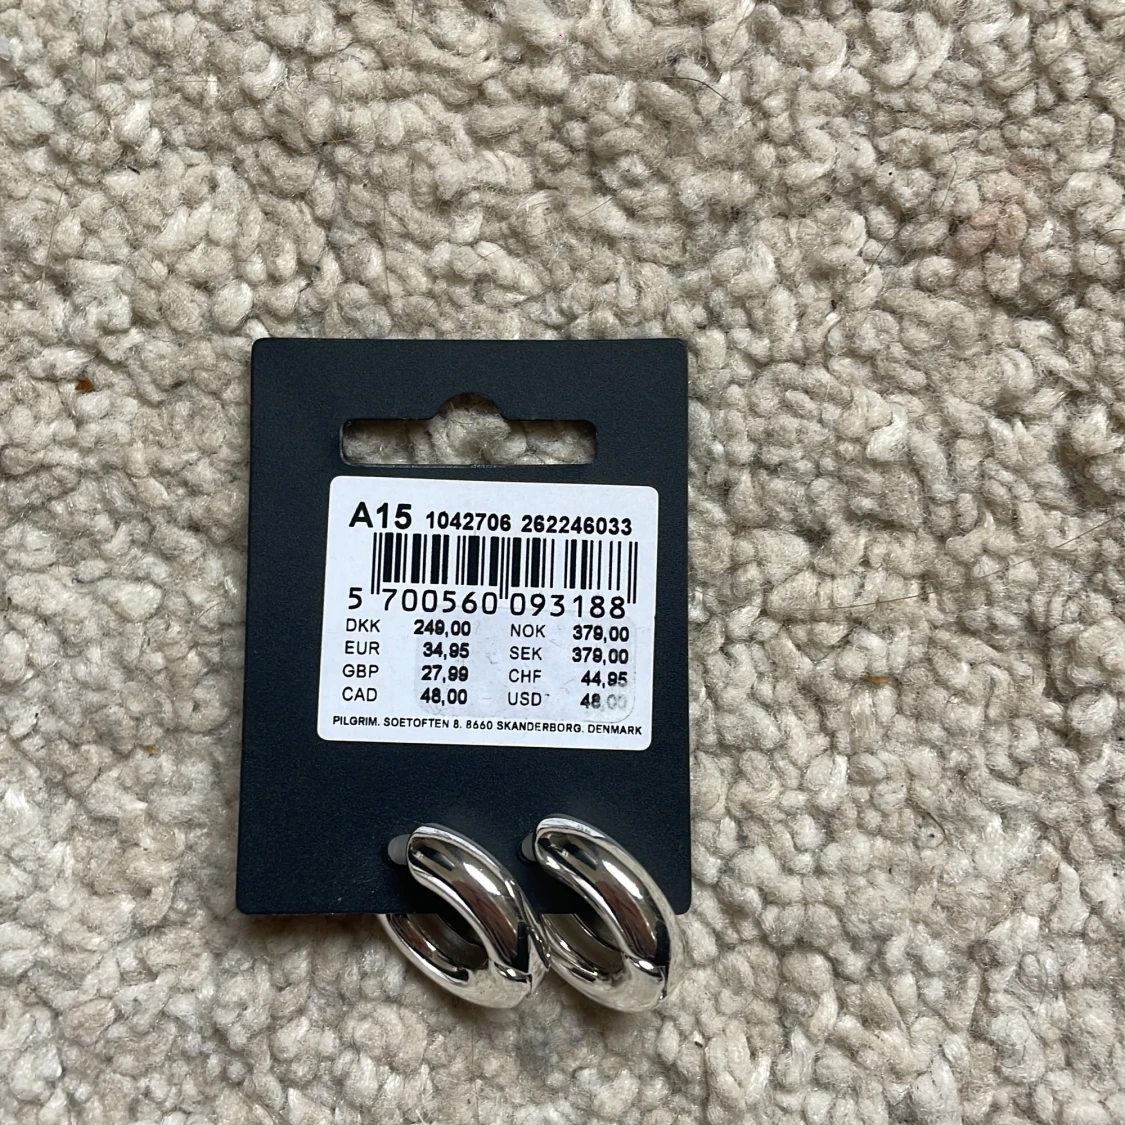 A15 1042706 262246033
5 700560 093188
DKK 249,00 NOK 379,00
EUR 34,95 SEK 379,00
GBP 27,99 CHF 44,95
CAD 48,00 USD 48,00
PILGRIM. SOETOFTEN 8. 8660 SKANDERBORG. DENMARK